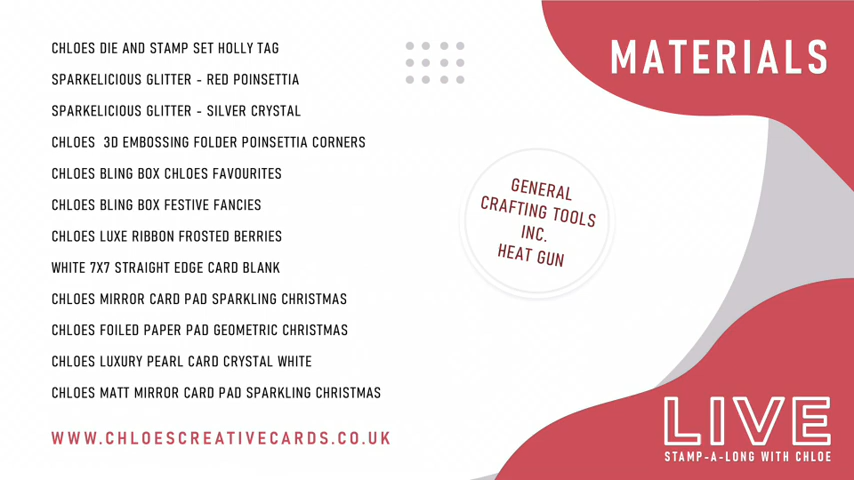 MATERIALS
CHLOES DIE AND STAMP SET HOLLY TAG
SPARKELICIOUS GLITTER - RED POINSETTIA
SPARKELICIOUS GLITTER - SILVER CRYSTAL
CHLOES 3D EMBOSSING FOLDER POINSETTIA CORNERS
CHLOES BLING BOX CHLOES FAVOURITES
CHLOES BLING BOX FESTIVE FANCIES
CHLOES LUXE RIBBON FROSTED BERRIES
WHITE 7X7 STRAIGHT EDGE CARD BLANK
CHLOES MIRROR CARD PAD SPARKLING CHRISTMAS
CHLOES FOILED PAPER PAD GEOMETRIC CHRISTMAS
CHLOES LUXURY PEARL CARD CRYSTAL WHITE
CHLOES MATT MIRROR CARD PAD SPARKLING CHRISTMAS
WWW.CHLOESCREATIVECARDS.CO.UK
GENERAL
CRAFTING TOOLS
INC.
HEAT GUN
LIVE
STAMP-A-LONG WITH CHLOE